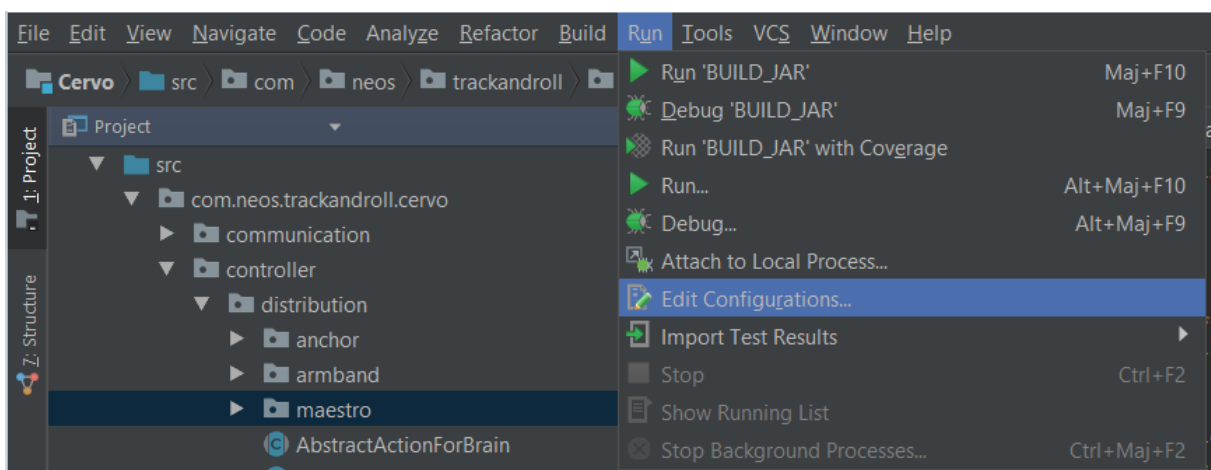 File Edit View Navigate Code Analyze Refactor Build Run Tools VCS Window Help
Cervo src com neos trackandroll
Project
1: Project
Z: Structure
src
com.neos.trackandroll.cervo
communication
controller
distribution
anchor
armband
maestro
AbstractActionForBrain
Run 'BUILD_JAR' Maj+F10
Debug 'BUILD_JAR' Maj+F9
Run 'BUILD_JAR' with Coverage
Run... Alt+Maj+F10
Debug... Alt+Maj+F9
Attach to Local Process...
Edit Configurations...
Import Test Results
Stop Ctrl+F2
Show Running List
Stop Background Processes... Ctrl+Maj+F2